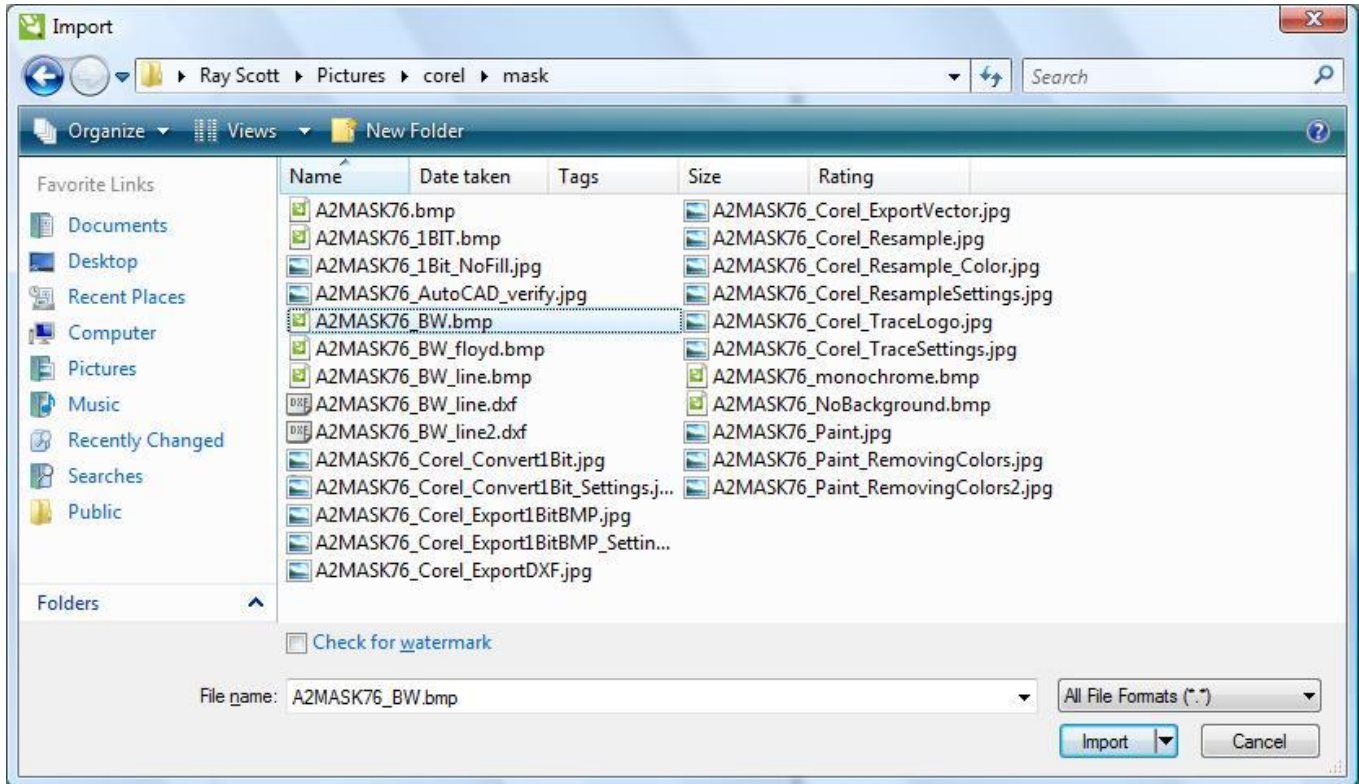 Import
Ray Scott Pictures corel mask Search
Organize Views New Folder
Favorite Links
Documents
Desktop
Recent Places
Computer
Pictures
Music
Recently Changed
Searches
Public
Folders
Name Date taken Tags Size Rating
A2MASK76.bmp
A2MASK76_1BIT.bmp
A2MASK76_1Bit_NoFill.jpg
A2MASK76_AutoCAD_verify.jpg
A2MASK76_BW.bmp
A2MASK76_BW_floyd.bmp
A2MASK76_BW_line.bmp
DXF A2MASK76_BW_line.dxf
DXF A2MASK76_BW_line2.dxf
A2MASK76_Corel_Convert1Bit.jpg
A2MASK76_Corel_Convert1Bit_Settings.j...
A2MASK76_Corel_Export1BitBMP.jpg
A2MASK76_Corel_Export1BitBMP_Settin...
A2MASK76_Corel_ExportDXF.jpg
A2MASK76_Corel_ExportVector.jpg
A2MASK76_Corel_Resample.jpg
A2MASK76_Corel_Resample_Color.jpg
A2MASK76_Corel_ResampleSettings.jpg
A2MASK76_Corel_TraceLogo.jpg
A2MASK76_Corel_TraceSettings.jpg
A2MASK76_monochrome.bmp
A2MASK76_NoBackground.bmp
A2MASK76_Paint.jpg
A2MASK76_Paint_RemovingColors.jpg
A2MASK76_Paint_RemovingColors2.jpg
Check for watermark
File name: A2MASK76_BW.bmp All File Formats (*.*)
Import Cancel